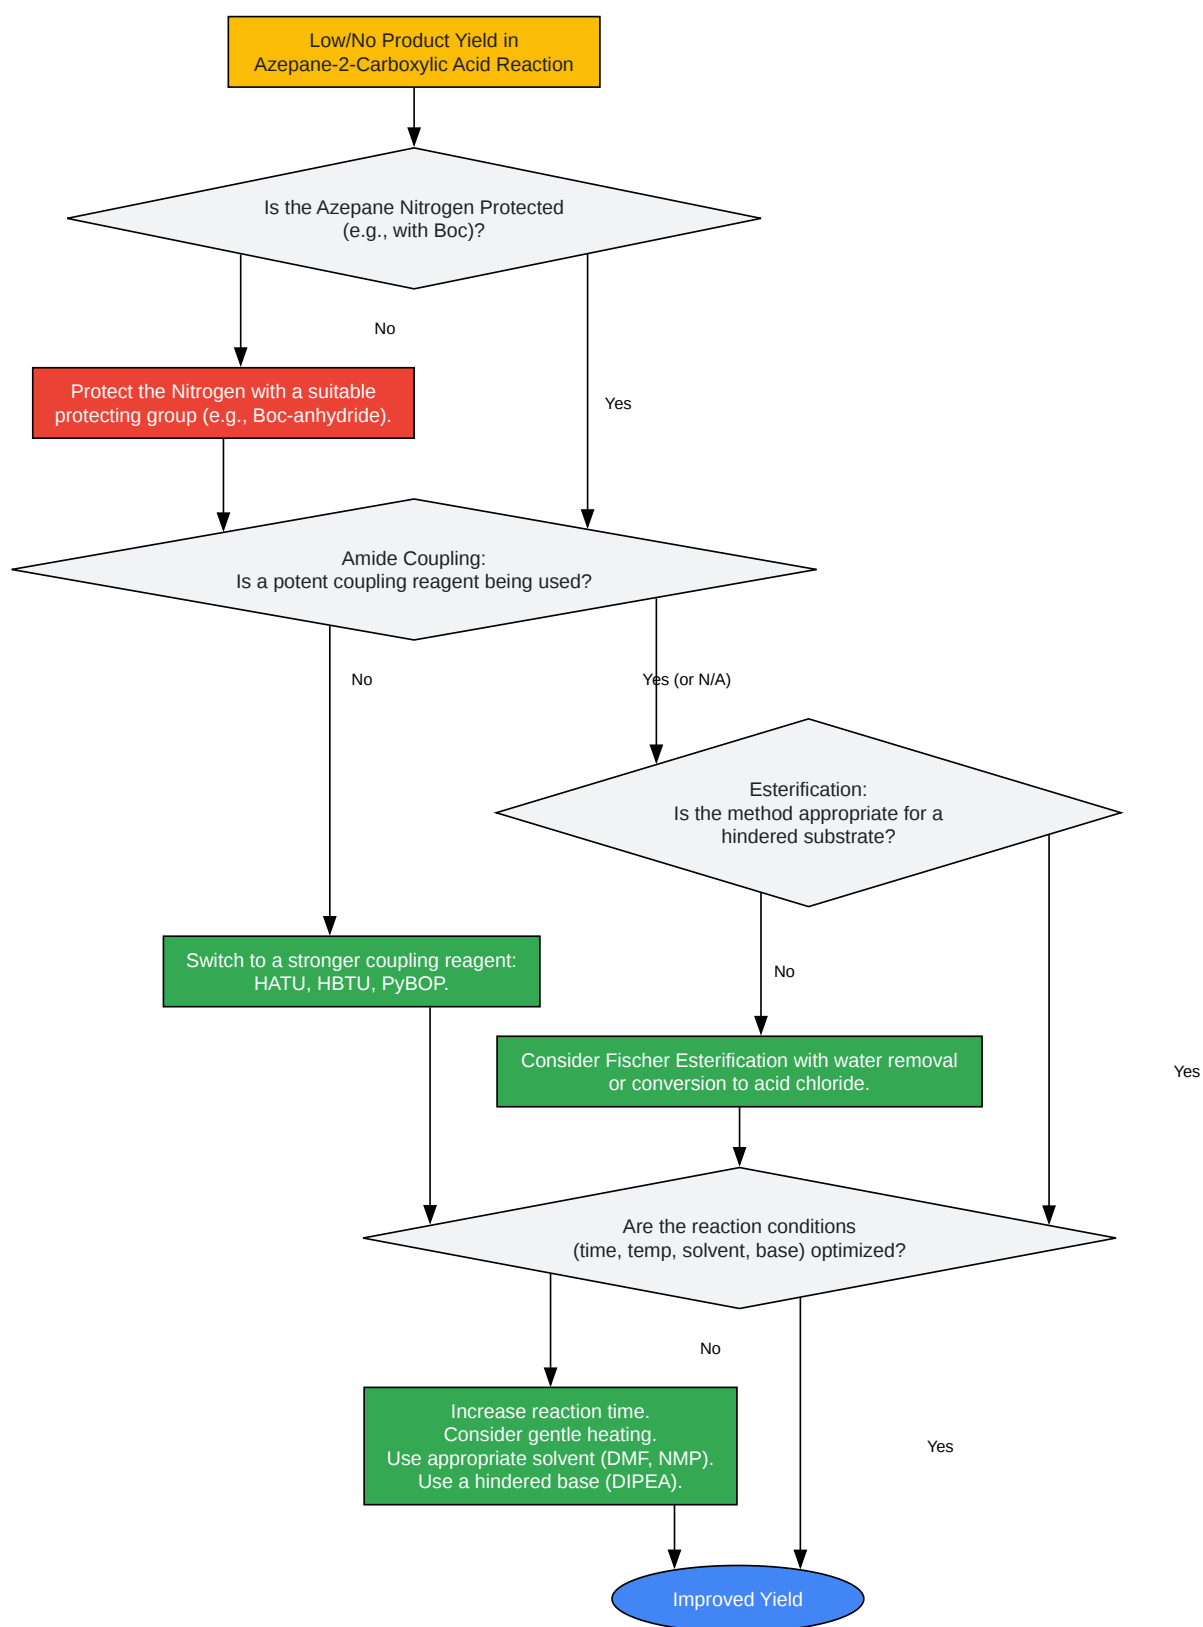 Low/No Product Yield in
Azepane-2-Carboxylic Acid Reaction
Is the Azepane Nitrogen Protected
(e.g., with Boc)?
No
Protect the Nitrogen with a suitable
protecting group (e.g., Boc-anhydride).
Yes
Amide Coupling:
Is a potent coupling reagent being used?
No
Yes (or N/A)
Esterification:
Is the method appropriate for a
hindered substrate?
Switch to a stronger coupling reagent:
HATU, HBTU, PyBOP.
No
Consider Fischer Esterification with water removal
or conversion to acid chloride.
Yes
Are the reaction conditions
(time, temp, solvent, base) optimized?
No
Increase reaction time.
Consider gentle heating.
Use appropriate solvent (DMF, NMP).
Use a hindered base (DIPEA).
Yes
Improved Yield